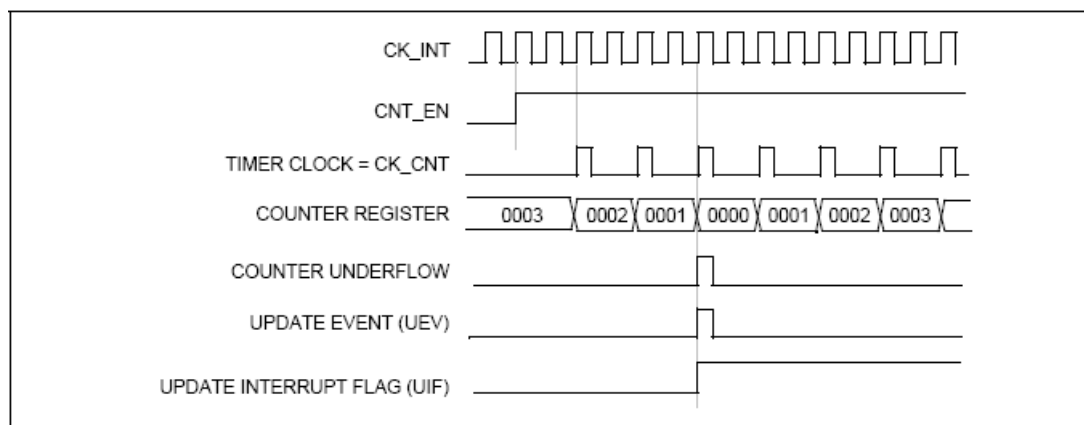 CK_INT
CNT_EN
TIMER CLOCK = CK_CNT
COUNTER REGISTER 0003 0002 0001 0000 0001 0002 0003
COUNTER UNDERFLOW
UPDATE EVENT (UEV)
UPDATE INTERRUPT FLAG (UIF)